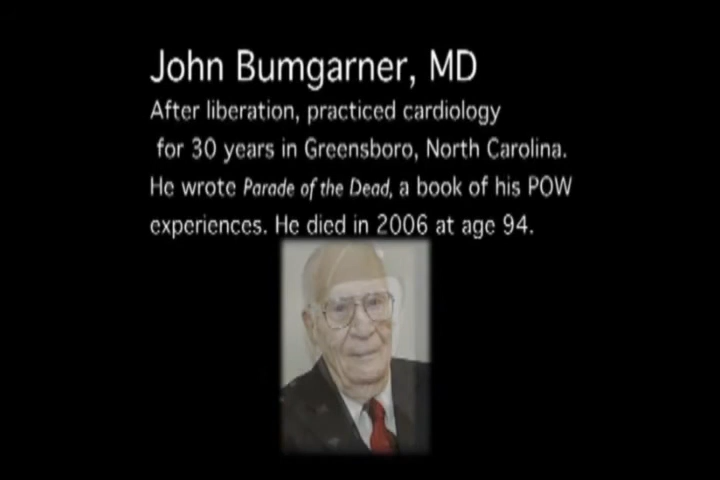 John Bumgarner, MD
After liberation, practiced cardiology
for 30 years in Greensboro, North Carolina.
He wrote Parade of the Dead, a book of his POW
experiences. He died in 2006 at age 94.